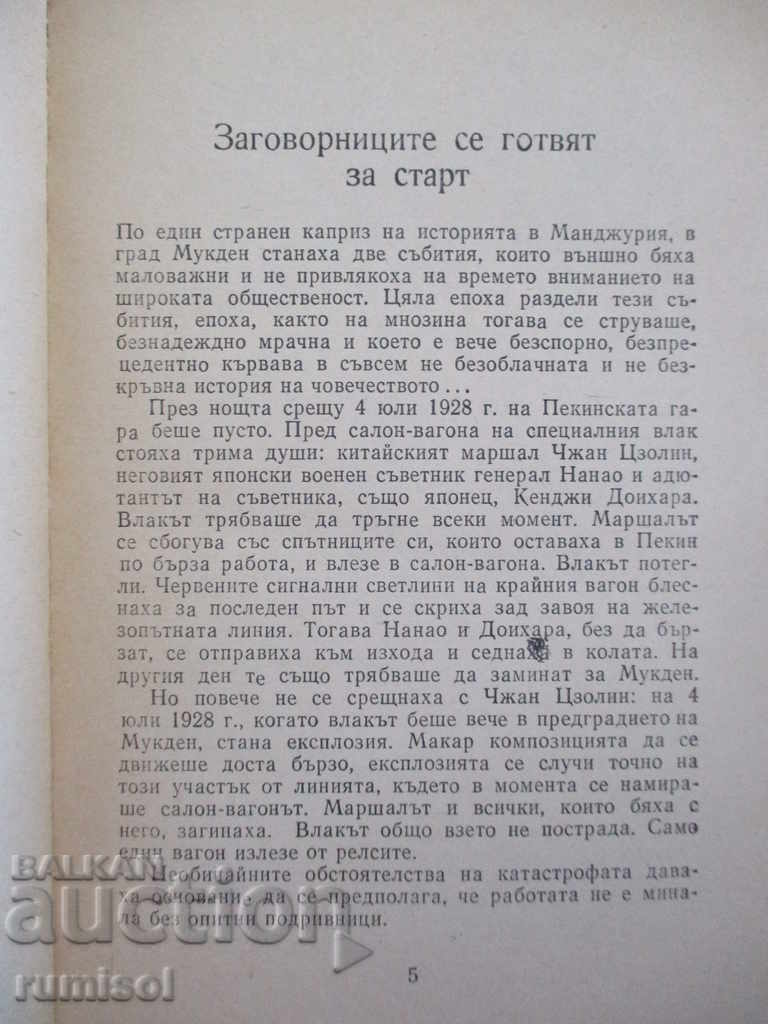 Заговорниците се готвят
за старт
По един странен каприз на историята в Манджурия, в
град Мукден станаха две събития, които външно бяха
маловажни и не привлякоха на времето вниманието на
широката общественост. Цяла епоха раздели тези съ-
бития, епоха, както на мнозина тогава се струваше,
безнадеждно мрачна и което е вече безспорно, безпре-
цедентно кървава в съвсем не безоблачната и не без-
кръвна история на човечеството ...
През нощта срещу 4 юли 1928 г. на Пекинската га-
ра беше пусто. Пред салон-вагона на специалния влак
стояха трима души: китайският маршал Чжан Цзолин,
неговият японски военен съветник генерал Нанао и адю-
тантът на съветника, също японец, Кенджи Доихара.
Влакът трябваше да тръгне всеки момент. Маршалът
се сбогува със спътниците си, които оставаха в Пекин
по бърза работа, и влезе в салон-вагона. Влакът потег-
ли. Червените сигнални светлини на крайния вагон блес-
наха за последен път и се скриха зад завоя на желе-
зопътната линия. Тогава Нанао и Доихара, без да бър-
зат, се отправиха към изхода и седнаха в колата. На
другия ден те също трябваше да заминат за Мукден.
Но повече не се срещнаха с Чжан Цзолин: на 4
юли 1928 г., когато влакът беше вече в предградието на
Мукден, стана експлозия. Макар композицията да се
движеше доста бързо, експлозията се случи точно на
този участък от линията, където в момента се намира-
ше салон-вагонът. Маршалът и всички, които бяха с
него, загинаха. Влакът общо взето не пострада. Само
един вагон излезе от релсите.
Необичайните обстоятелства на катастрофата дава-
ха основание да се предполага, че работата не е мина-
ла без опитни подривници.
5
BALKAN
auction
rumisol